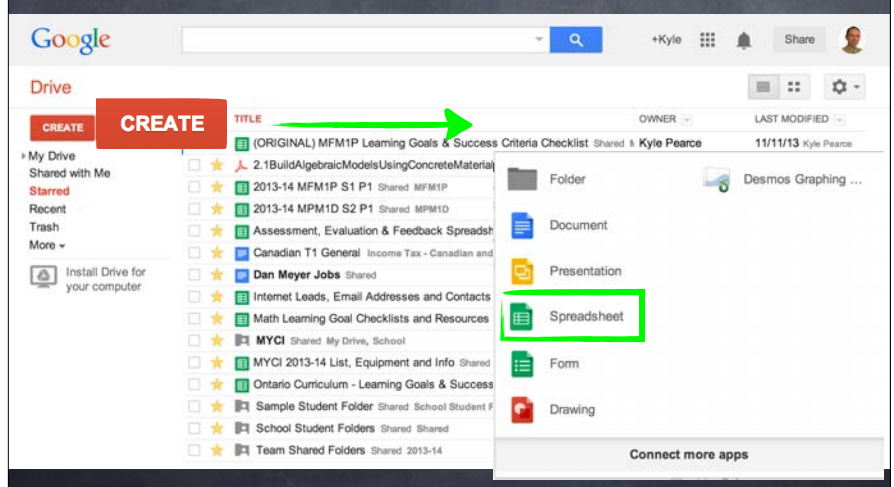 Google
+Kyle
Share
Drive
CREATE
CREATE
TITLE
OWNER
LAST MODIFIED
My Drive
Shared with Me
Starred
Recent
Trash
More
Install Drive for
your computer
(ORIGINAL) MFM1P Learning Goals & Success Criteria Checklist Shared Kyle Pearce 11/11/13 Kyle Pearce
2.1BuildAlgebraicModelsUsingConcreteMaterial
2013-14 MFM1P S1 P1 Shared MFM1P
2013-14 MPM1D S2 P1 Shared MPM1D
Assessment, Evaluation & Feedback Spreadsh
Canadian T1 General Income Tax - Canadian and
Dan Meyer Jobs Shared
Internet Leads, Email Addresses and Contacts
Math Learning Goal Checklists and Resources
MYCI Shared My Drive, School
MYCI 2013-14 List, Equipment and Info Shared
Ontario Curriculum - Learning Goals & Success
Sample Student Folder Shared School Student F
School Student Folders Shared Shared
Team Shared Folders Shared 2013-14
Folder
Desmos Graphing ...
Document
Presentation
Spreadsheet
Form
Drawing
Connect more apps